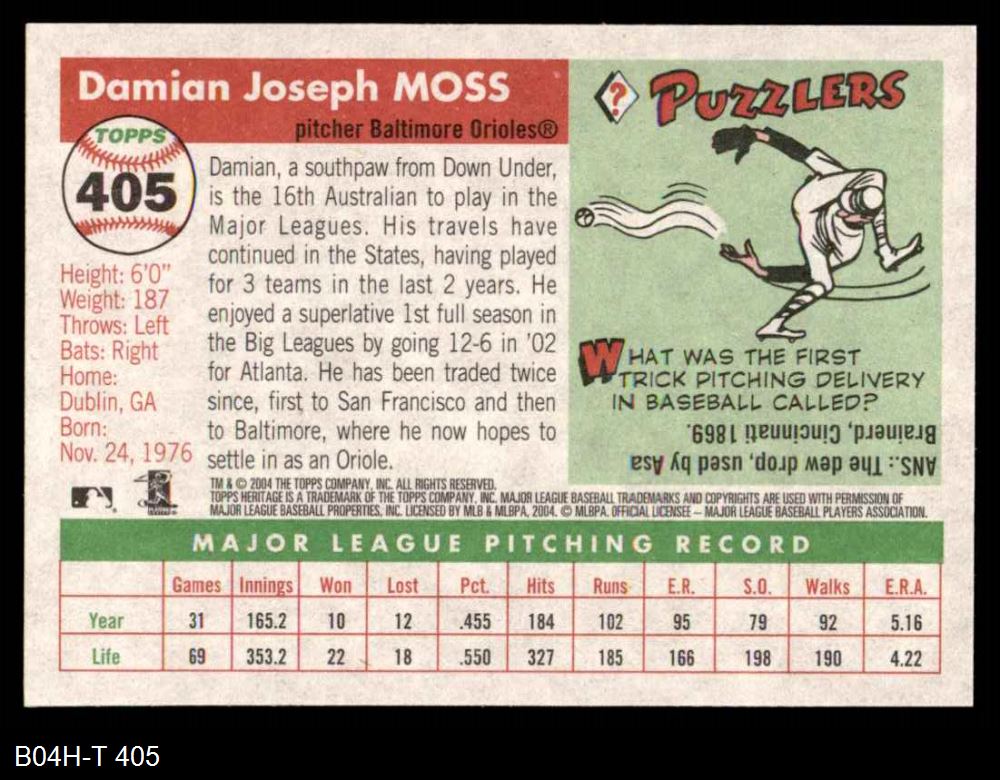 Damian Joseph MOSS
pitcher Baltimore Orioles®
TOPPS
405
Height: 6'0"
Weight: 187
Throws: Left
Bats: Right
Home:
Dublin, GA
Born:
Nov. 24, 1976
Damian, a southpaw from Down Under,
is the 16th Australian to play in the
Major Leagues. His travels have
continued in the States, having played
for 3 teams in the last 2 years. He
enjoyed a superlative 1st full season in
the Big Leagues by going 12-6 in '02
for Atlanta. He has been traded twice
since, first to San Francisco and then
to Baltimore, where he now hopes to
settle in as an Oriole.
? PUZZLERS
WHAT WAS THE FIRST
TRICK PITCHING DELIVERY
IN BASEBALL CALLED?
ANS.: The dew drop, used by Asa
Brainerd, Cincinnati 1869.
TM & © 2004 THE TOPPS COMPANY, INC. ALL RIGHTS RESERVED.
TOPPS HERITAGE IS A TRADEMARK OF THE TOPPS COMPANY, INC. MAJOR LEAGUE BASEBALL TRADEMARKS AND COPYRIGHTS ARE USED WITH PERMISSION OF
MAJOR LEAGUE BASEBALL PROPERTIES, INC. LICENSED BY MLB & MLBPA, 2004. © MLBPA. OFFICIAL LICENSEE – MAJOR LEAGUE BASEBALL PLAYERS ASSOCIATION.
MAJOR LEAGUE PITCHING RECORD
Games Innings Won Lost Pct. Hits Runs E.R. S.O. Walks E.R.A.
Year 31 165.2 10 12 .455 184 102 95 79 92 5.16
Life 69 353.2 22 18 .550 327 185 166 198 190 4.22
B04H-T 405